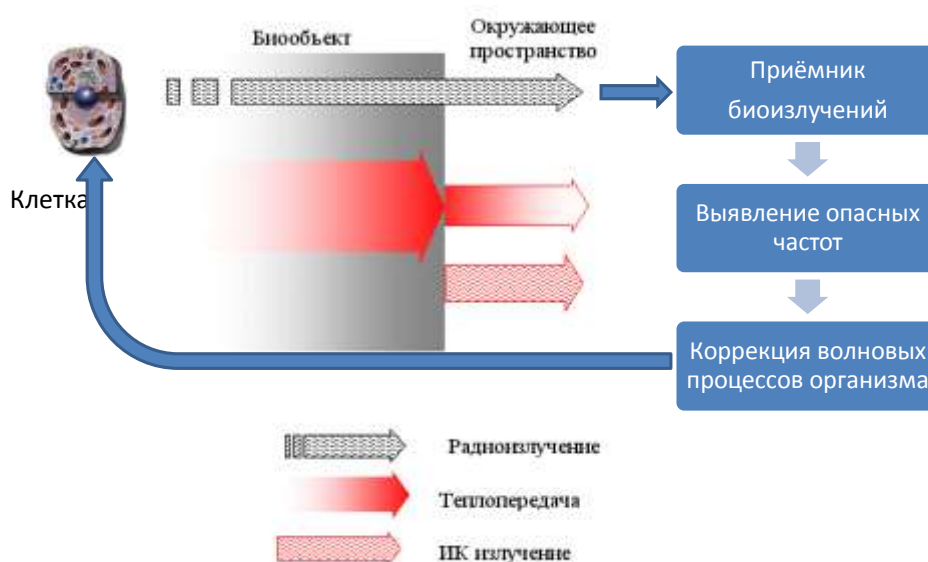 Биообъект
Окружающее
пространство
Приёмник
биоизлучений
Клетка
Выявление опасных
частот
Коррекция волновых
процессов организма
Радиоизлучение
Теплопередача
ИК излучение